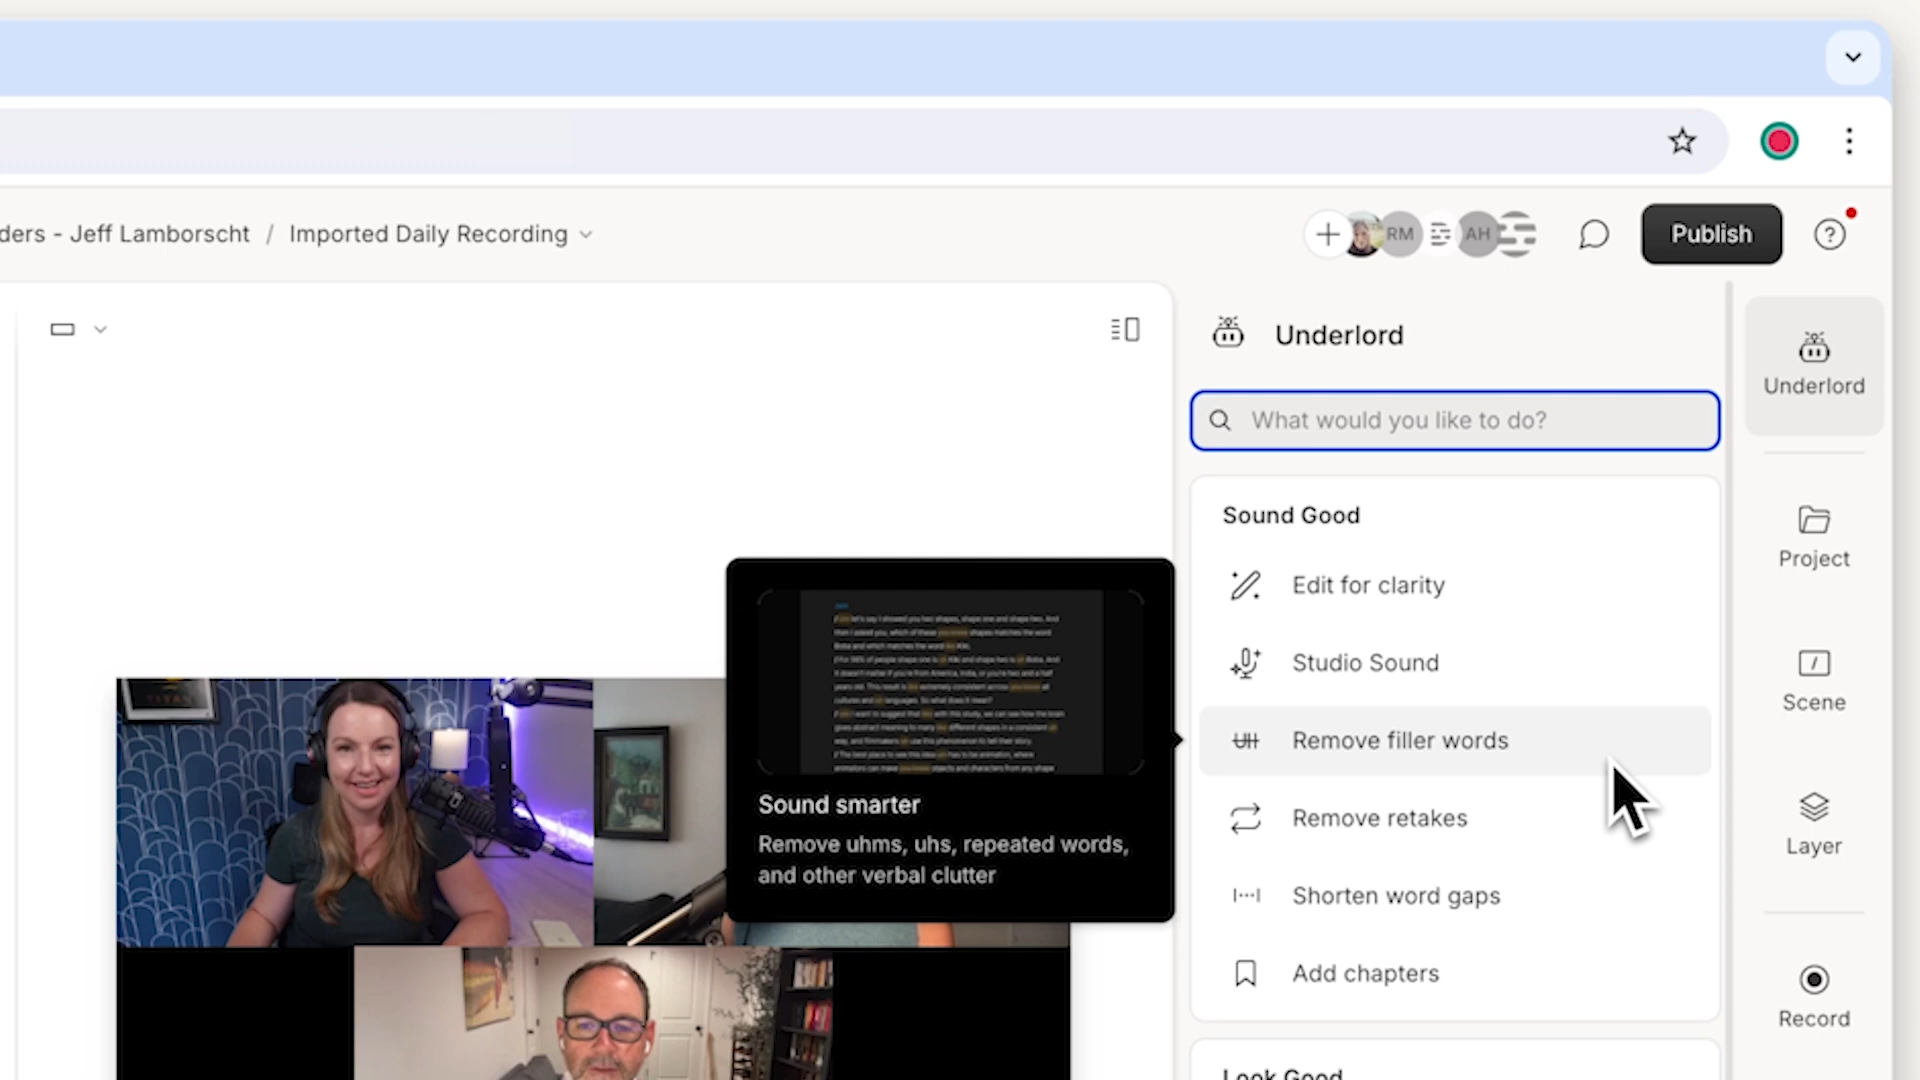 ders - Jeff Lamborscht / Imported Daily Recording
RM
AH
Publish
Underlord
What would you like to do?
Sound Good
Edit for clarity
Studio Sound
UH
Remove filler words
Remove retakes
Shorten word gaps
Add chapters
Look Good
Sound smarter
Remove uhms, uhs, repeated words,
and other verbal clutter
Underlord
Project
Scene
Layer
Record